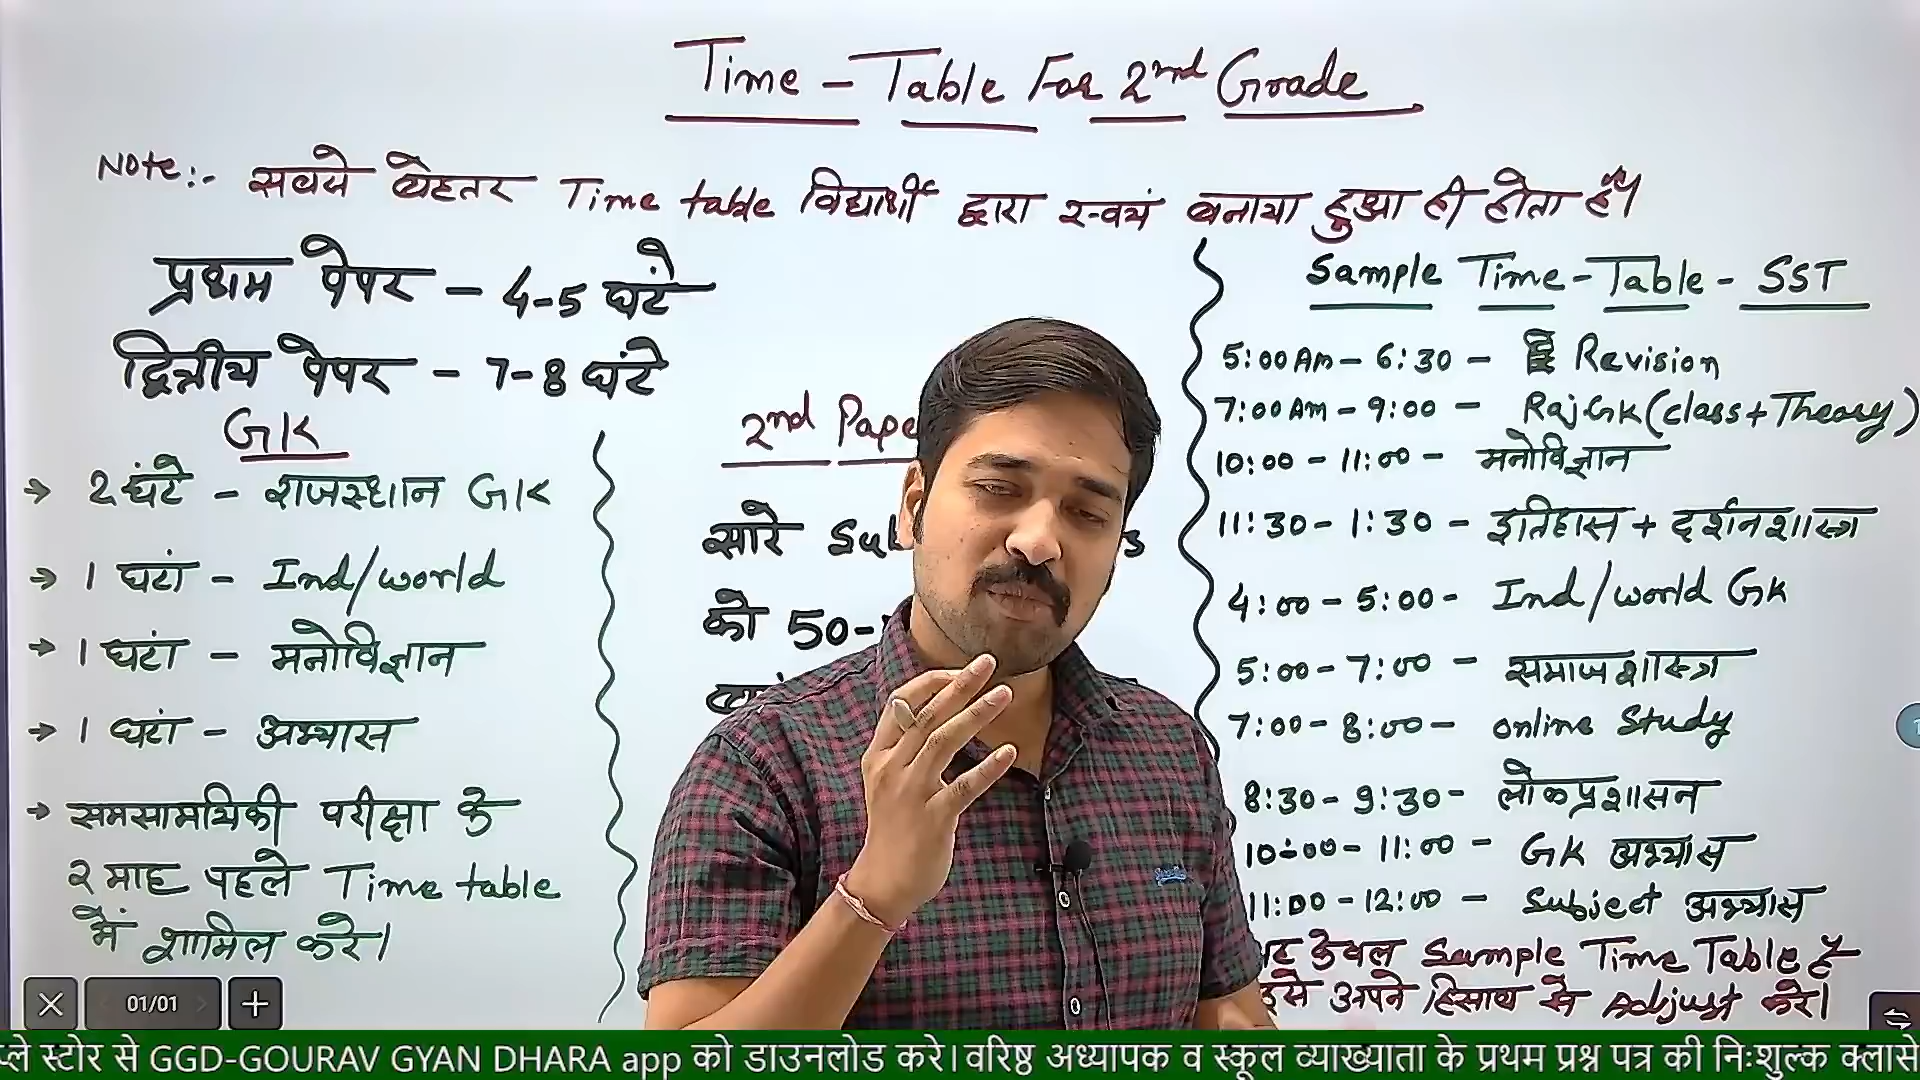 Time - Table For 2nd Grade
Note:- सबसे बेहतर Time table विद्यार्थी द्वारा स्वयं बनाया हुआ ही होता है।
प्रथम पेपर - 4-5 घंटे
द्वितीय पेपर - 7-8 घंटे
GK
→ 2 घंटे - राजस्थान GK
→ 1 घंटा - Ind/world
→ 1 घंटा - मनोविज्ञान
→ 1 घंटा - अभ्यास
→ समसामयिकी परीक्षा के
2 माह पहले Time table
में शामिल करे।
2nd Pape
सारे Sub
को 50-
Sample Time-Table - SST
5:00 AM - 6:30 - Revision
7:00 AM - 9:00 - Raj.GK (class + Theory)
10:00 - 11:00 - मनोविज्ञान
11:30 - 1:30 - इतिहास + दर्शनशास्त्र
4:00 - 5:00 - Ind/world GK
5:00 - 7:00 - समाजशास्त्र
7:00 - 8:00 - online Study
8:30 - 9:30 - लोकप्रशासन
10:00 - 11:00 - GK अभ्यास
11:00 - 12:00 - Subject अभ्यास
केवल Sample Time Table है
इसे अपने हिसाब से Adjust करे।
01/01
प्ले स्टोर से GGD-GOURAV GYAN DHARA app को डाउनलोड करे। वरिष्ठ अध्यापक व स्कूल व्याख्याता के प्रथम प्रश्न पत्र की निःशुल्क क्लासे